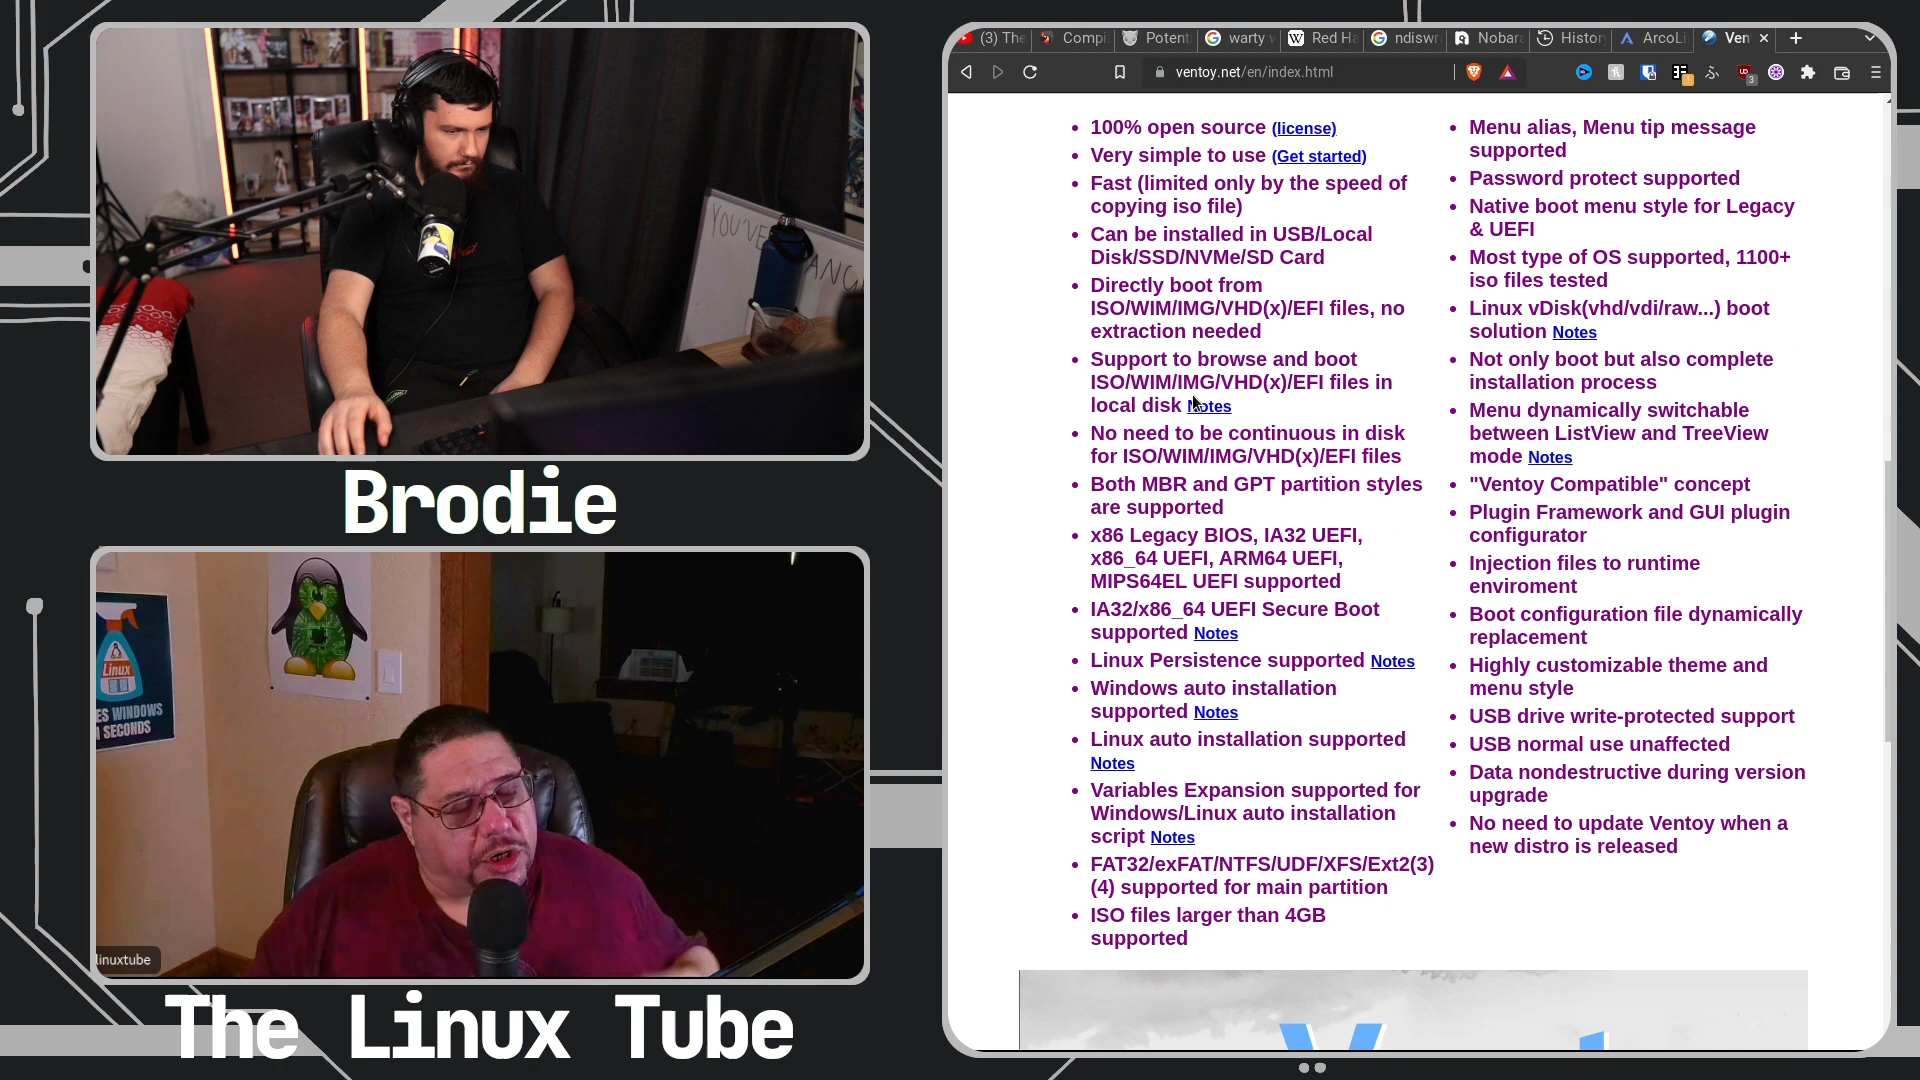 YOU'VE
ANC
Brodie
Linux
ES WINDOWS
SECONDS
linuxtube
The Linux Tube
(3) The
Compi
Potent
warty
Red Ha
ndiswr
Nobara
History
ArcoLi
Ven
ventoy.net/en/index.html
3
100% open source (license)
Very simple to use (Get started)
Fast (limited only by the speed of
copying iso file)
Can be installed in USB/Local
Disk/SSD/NVMe/SD Card
Directly boot from
ISO/WIM/IMG/VHD(x)/EFI files, no
extraction needed
Support to browse and boot
ISO/WIM/IMG/VHD(x)/EFI files in
local disk Notes
No need to be continuous in disk
for ISO/WIM/IMG/VHD(x)/EFI files
Both MBR and GPT partition styles
are supported
x86 Legacy BIOS, IA32 UEFI,
x86_64 UEFI, ARM64 UEFI,
MIPS64EL UEFI supported
IA32/x86_64 UEFI Secure Boot
supported Notes
Linux Persistence supported Notes
Windows auto installation
supported Notes
Linux auto installation supported
Notes
Variables Expansion supported for
Windows/Linux auto installation
script Notes
FAT32/exFAT/NTFS/UDF/XFS/Ext2(3)
(4) supported for main partition
ISO files larger than 4GB
supported
Menu alias, Menu tip message
supported
Password protect supported
Native boot menu style for Legacy
& UEFI
Most type of OS supported, 1100+
iso files tested
Linux vDisk(vhd/vdi/raw...) boot
solution Notes
Not only boot but also complete
installation process
Menu dynamically switchable
between ListView and TreeView
mode Notes
"Ventoy Compatible" concept
Plugin Framework and GUI plugin
configurator
Injection files to runtime
enviroment
Boot configuration file dynamically
replacement
Highly customizable theme and
menu style
USB drive write-protected support
USB normal use unaffected
Data nondestructive during version
upgrade
No need to update Ventoy when a
new distro is released